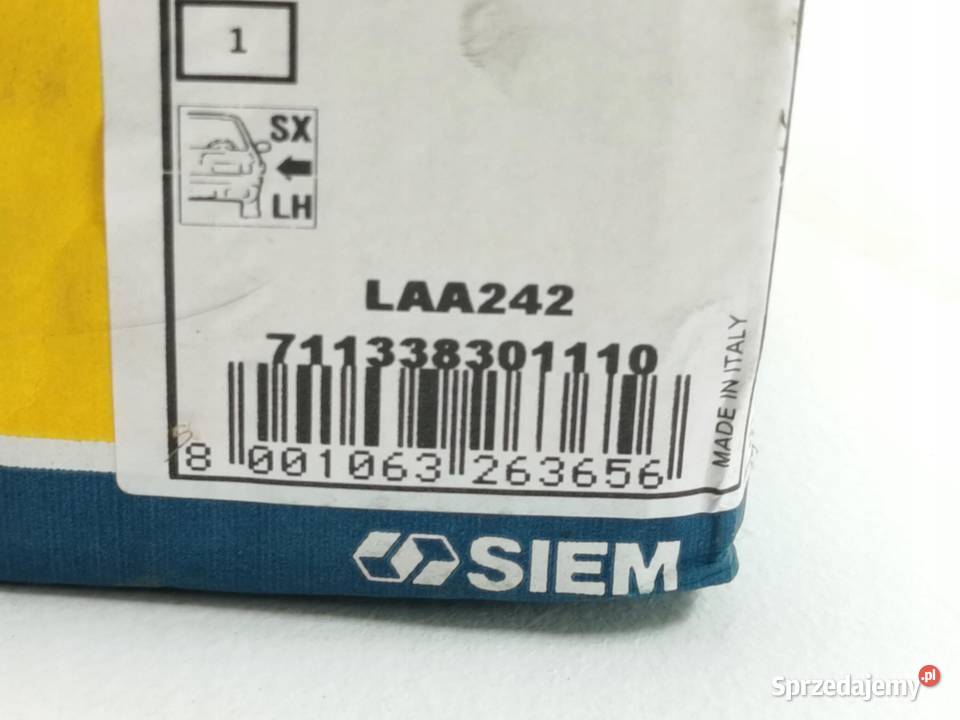 1
SX
LH
LAA242
711338301110
MADE IN ITALY
8 001063 263656
SIEM
Sprzedajemy.pl